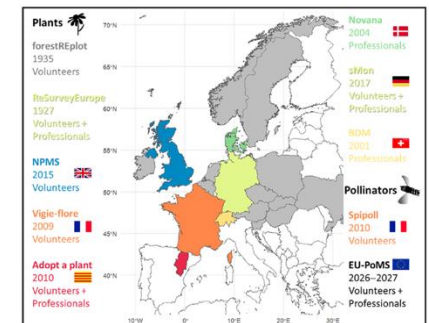 Plants
forestREplot
1935
Volunteers
ReSurveyEurope
1927
Volunteers +
Professionals
NPMS
2015
Volunteers
Vigie-flore
2009
Volunteers
Adopt a plant
2010
Volunteers +
Professionals
70°N
65°N
60°N
55°N
50°N
45°N
40°N
10°W
0°
10°E
20°E
30°E
Novana
2004
Professionals
sMon
2017
Volunteers +
Professionals
BDM
2001
Professionals
Pollinators
Spipoll
2010
Volunteers
EU-PoMS
2026–2027
Volunteers +
Professionals